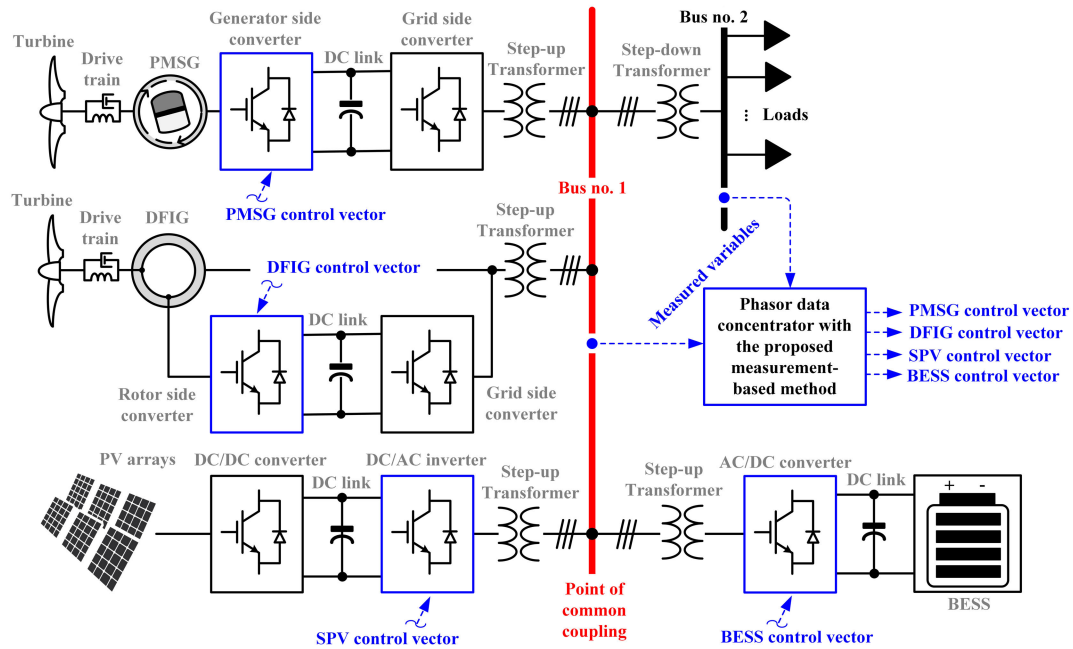 Turbine
Drive
train
PMSG
Generator side
converter
DC link
Grid side
converter
Step-up
Transformer
Step-down
Transformer
Bus no. 2
... Loads
PMSG control vector
Bus no. 1
Turbine
Drive
train
DFIG
DFIG control vector
Step-up
Transformer
Measured variables
DC link
Rotor side
converter
Grid side
converter
Phasor data
concentrator with
the proposed
measurement-
based method
PMSG control vector
DFIG control vector
SPV control vector
BESS control vector
PV arrays
DC/DC converter
DC link
DC/AC inverter
Step-up
Transformer
Step-up
Transformer
AC/DC converter
DC link
+ -
BESS
SPV control vector
Point of
common
coupling
BESS control vector